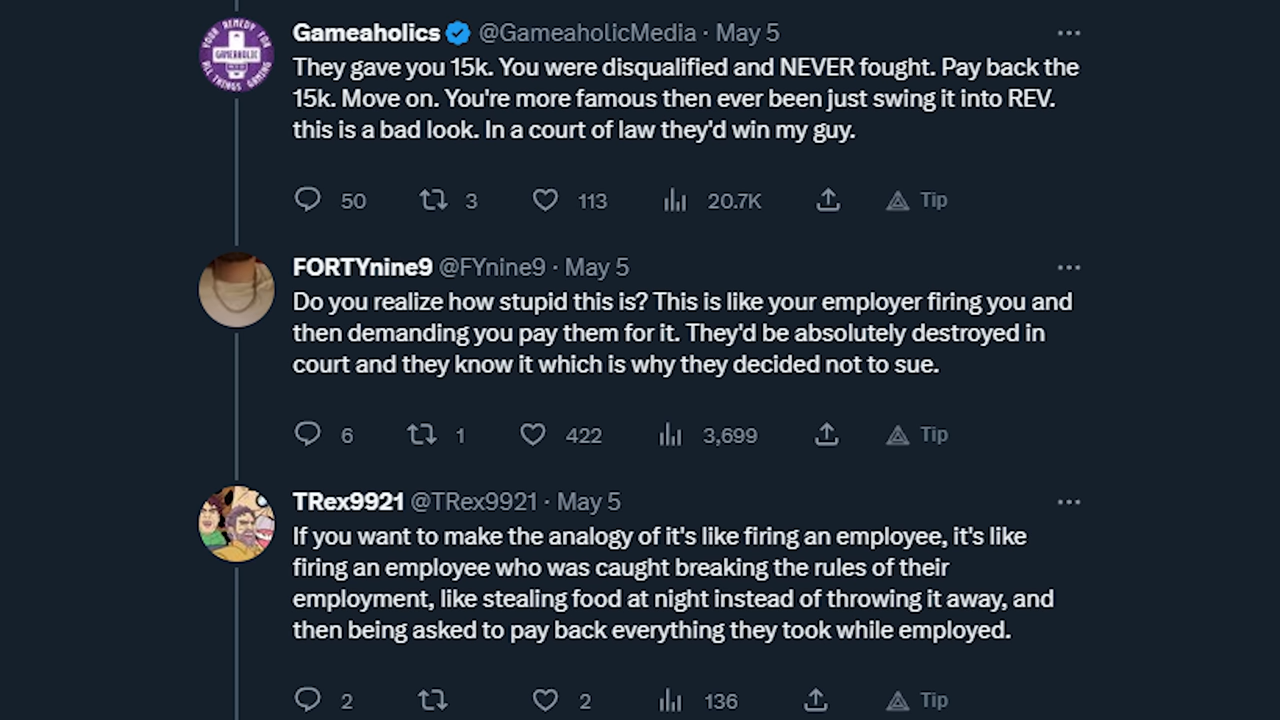 Gameaholics @GameaholicMedia · May 5
They gave you 15k. You were disqualified and NEVER fought. Pay back the
15k. Move on. You're more famous then ever been just swing it into REV.
this is a bad look. In a court of law they'd win my guy.
50 3 113 20.7K Tip
FORTYnine9 @FYnine9 · May 5
Do you realize how stupid this is? This is like your employer firing you and
then demanding you pay them for it. They'd be absolutely destroyed in
court and they know it which is why they decided not to sue.
6 1 422 3,699 Tip
TRex9921 @TRex9921 · May 5
If you want to make the analogy of it's like firing an employee, it's like
firing an employee who was caught breaking the rules of their
employment, like stealing food at night instead of throwing it away, and
then being asked to pay back everything they took while employed.
2 2 136 Tip
YOUR REMEDY FOR
GAMEAHOLIC
ALL THINGS GAMING